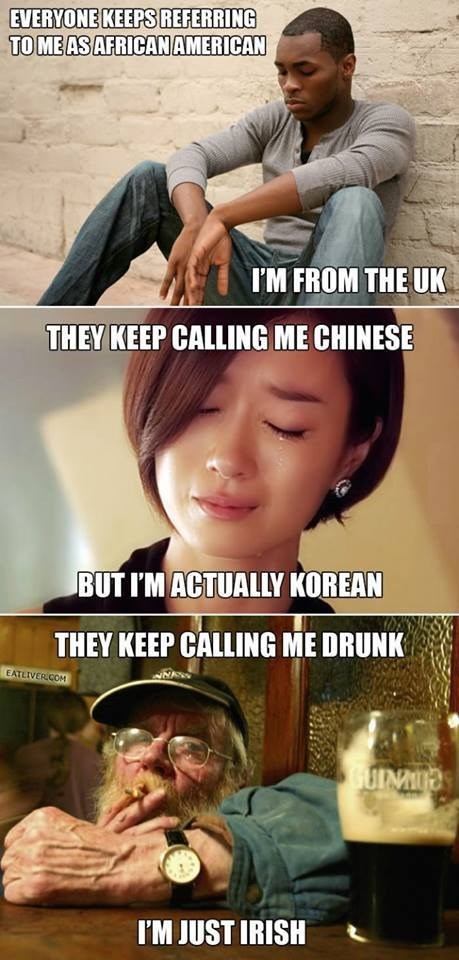 EVERYONE KEEPS REFERRING
TO ME AS AFRICAN AMERICAN
I'M FROM THE UK
THEY KEEP CALLING ME CHINESE
BUT I'M ACTUALLY KOREAN
THEY KEEP CALLING ME DRUNK
EATLIVER.COM
I'M JUST IRISH